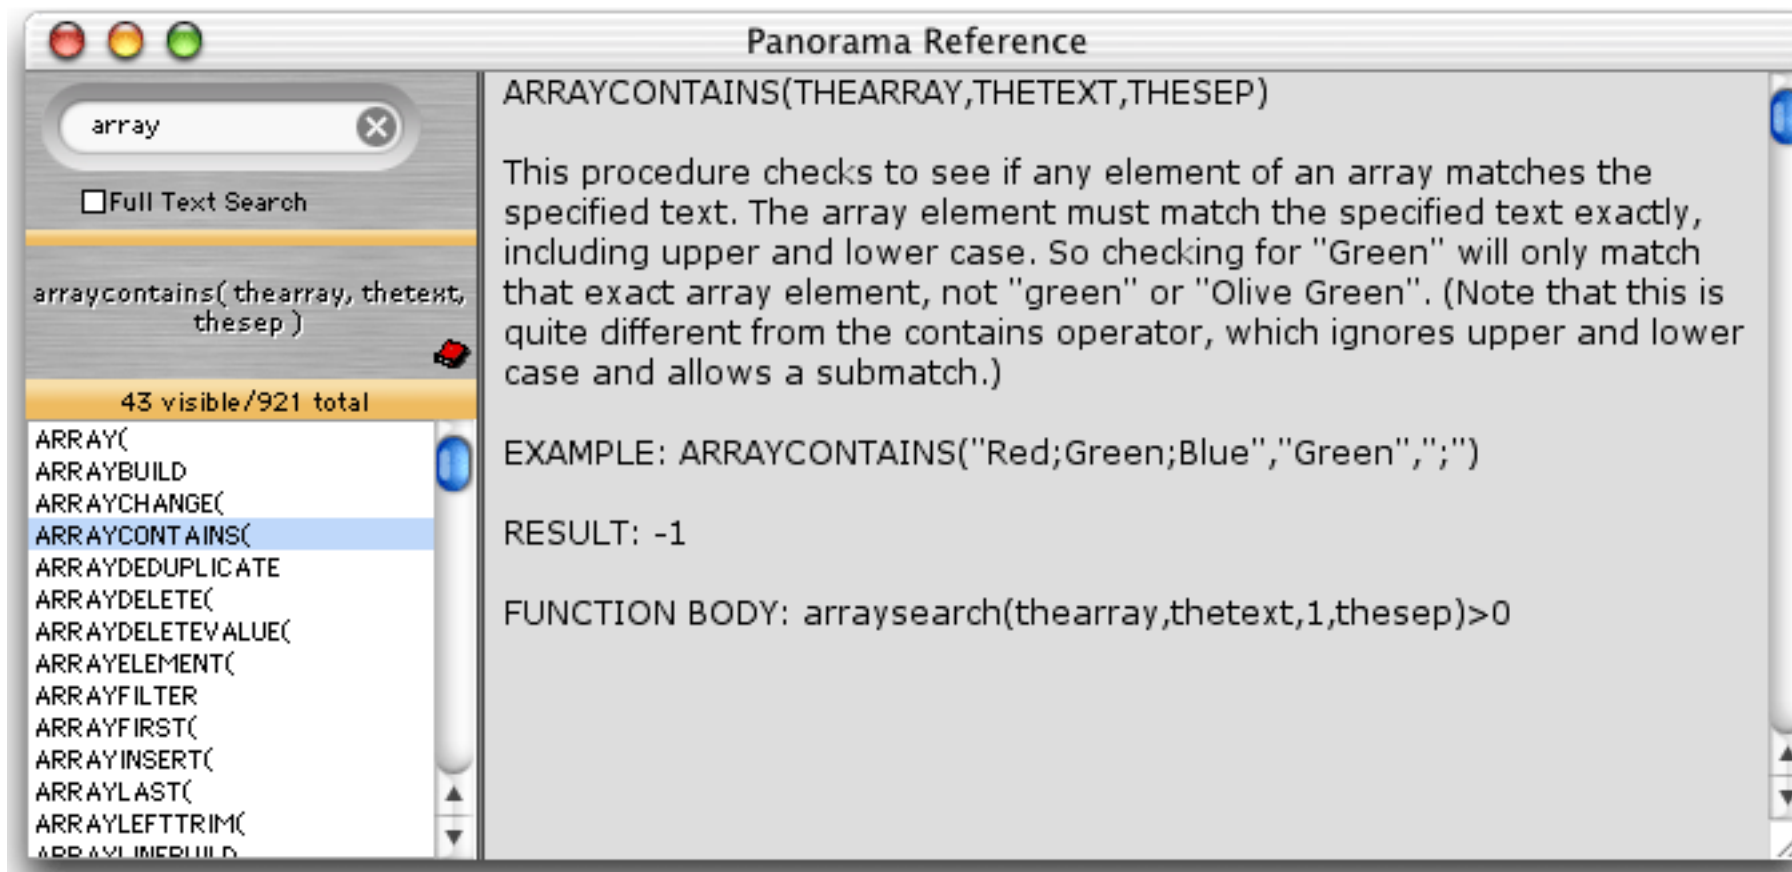 Panorama Reference
array
Full Text Search
arraycontains( thearray, thetext,
thesep )
43 visible/921 total
ARRAY(
ARRAYBUILD
ARRAYCHANGE(
ARRAYCONTAINS(
ARRAYDEDUPLICATE
ARRAYDELETE(
ARRAYDELETEVALUE(
ARRAYELEMENT(
ARRAYFILTER
ARRAYFIRST(
ARRAYINSERT(
ARRAYLAST(
ARRAYLEFTTRIM(
ARRAYLINEBUILD
ARRAYCONTAINS(THEARRAY,THETEXT,THESEP)
This procedure checks to see if any element of an array matches the
specified text. The array element must match the specified text exactly,
including upper and lower case. So checking for "Green" will only match
that exact array element, not "green" or "Olive Green". (Note that this is
quite different from the contains operator, which ignores upper and lower
case and allows a submatch.)
EXAMPLE: ARRAYCONTAINS("Red;Green;Blue","Green",";")
RESULT: -1
FUNCTION BODY: arraysearch(thearray,thetext,1,thesep)>0